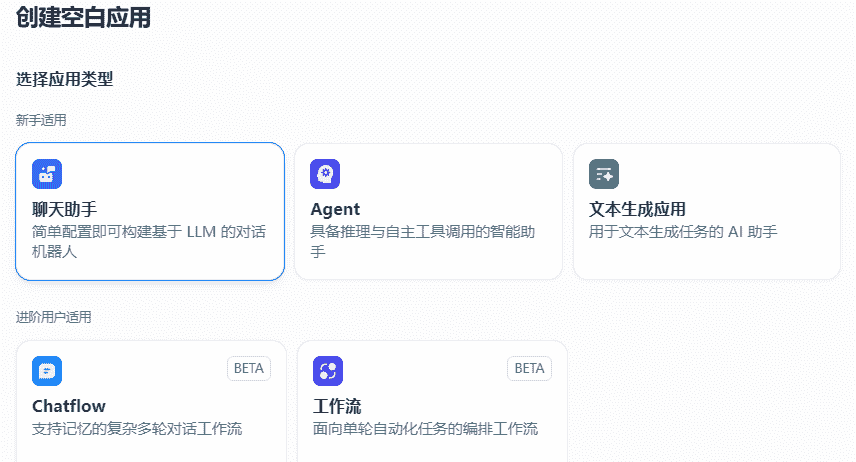 创建空白应用
选择应用类型
新手适用
聊天助手
简单配置即可构建基于 LLM 的对话
机器人
Agent
具备推理与自主工具调用的智能助
手
文本生成应用
用于文本生成任务的 AI 助手
进阶用户适用
BETA
Chatflow
支持记忆的复杂多轮对话工作流
BETA
工作流
面向单轮自动化任务的编排工作流